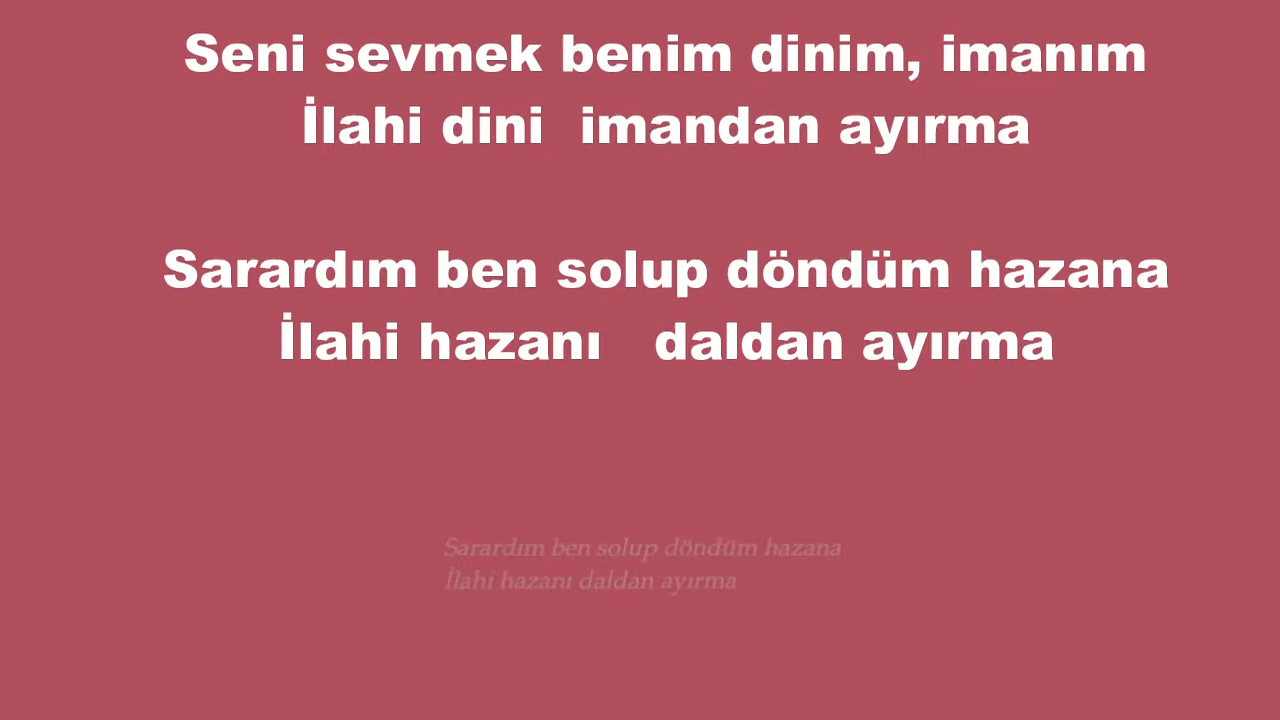 Seni sevmek benim dinim, imanım
İlahi dini imandan ayırma
Sarardım ben solup döndüm hazana
İlahi hazanı daldan ayırma
Sarardım ben solup döndüm hazana
İlahi hazanı daldan ayırma